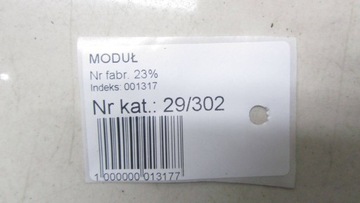 MODUŁ
Nr fabr. 23%
Indeks: 001317
Nr kat.: 29/302
1 000000 013177